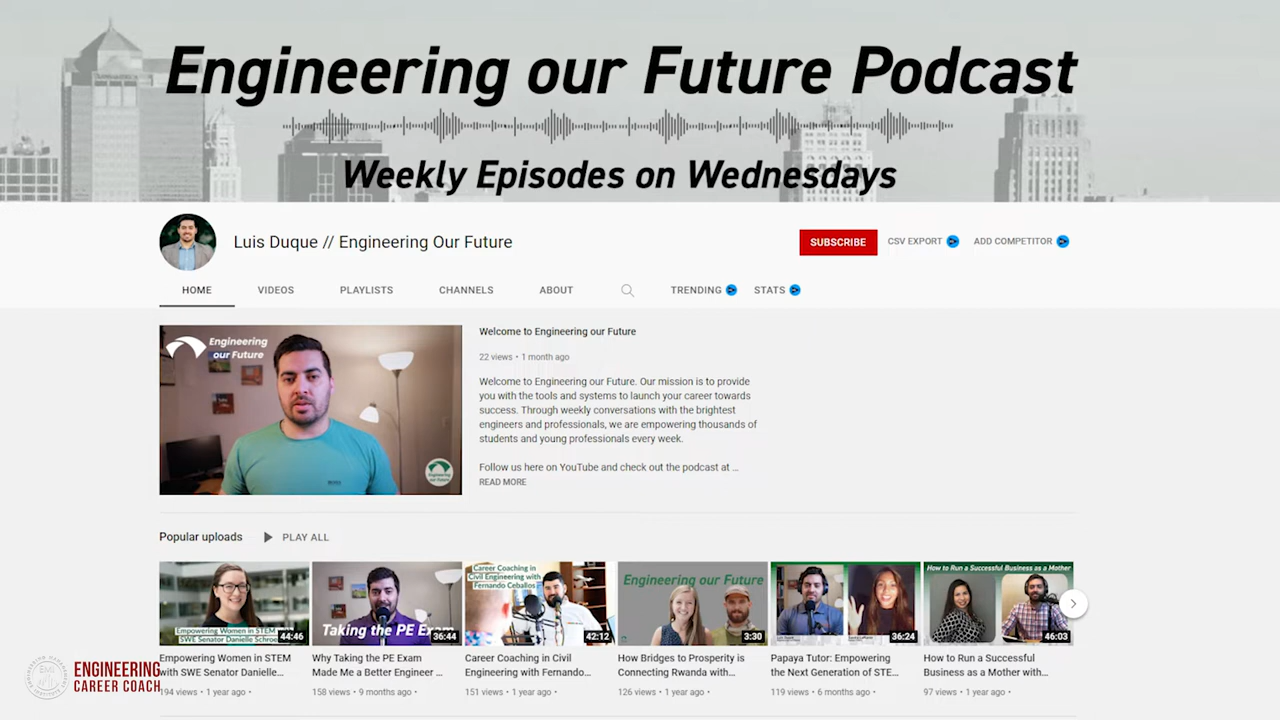 Engineering our Future Podcast
Weekly Episodes on Wednesdays
Luis Duque // Engineering Our Future
SUBSCRIBE
CSV EXPORT
ADD COMPETITOR
HOME
VIDEOS
PLAYLISTS
CHANNELS
ABOUT
TRENDING
STATS
Engineering
our Future
Engineering
our Future
Welcome to Engineering our Future
22 views • 1 month ago
Welcome to Engineering our Future. Our mission is to provide
you with the tools and systems to launch your career towards
success. Through weekly conversations with the brightest
engineers and professionals, we are empowering thousands of
students and young professionals every week.
Follow us here on YouTube and check out the podcast at ...
READ MORE
Popular uploads
PLAY ALL
Empowering Women in STEM
SWE Senator Danielle Schroe
44:46
Taking the PE Exam
36:44
Career Coaching in
Civil Engineering with
Fernando Ceballos
42:12
Engineering our Future
3:30
36:24
How to Run a Successful Business as a Mother
46:03
Empowering Women in STEM
with SWE Senator Danielle...
194 views • 1 year ago •
Why Taking the PE Exam
Made Me a Better Engineer ...
158 views • 9 months ago •
Career Coaching in Civil
Engineering with Fernando...
151 views • 1 year ago •
How Bridges to Prosperity is
Connecting Rwanda with...
126 views • 1 year ago •
Papaya Tutor: Empowering
the Next Generation of STE...
119 views • 6 months ago •
How to Run a Successful
Business as a Mother with...
97 views • 1 year ago •
ENGINEERING
CAREER COACH